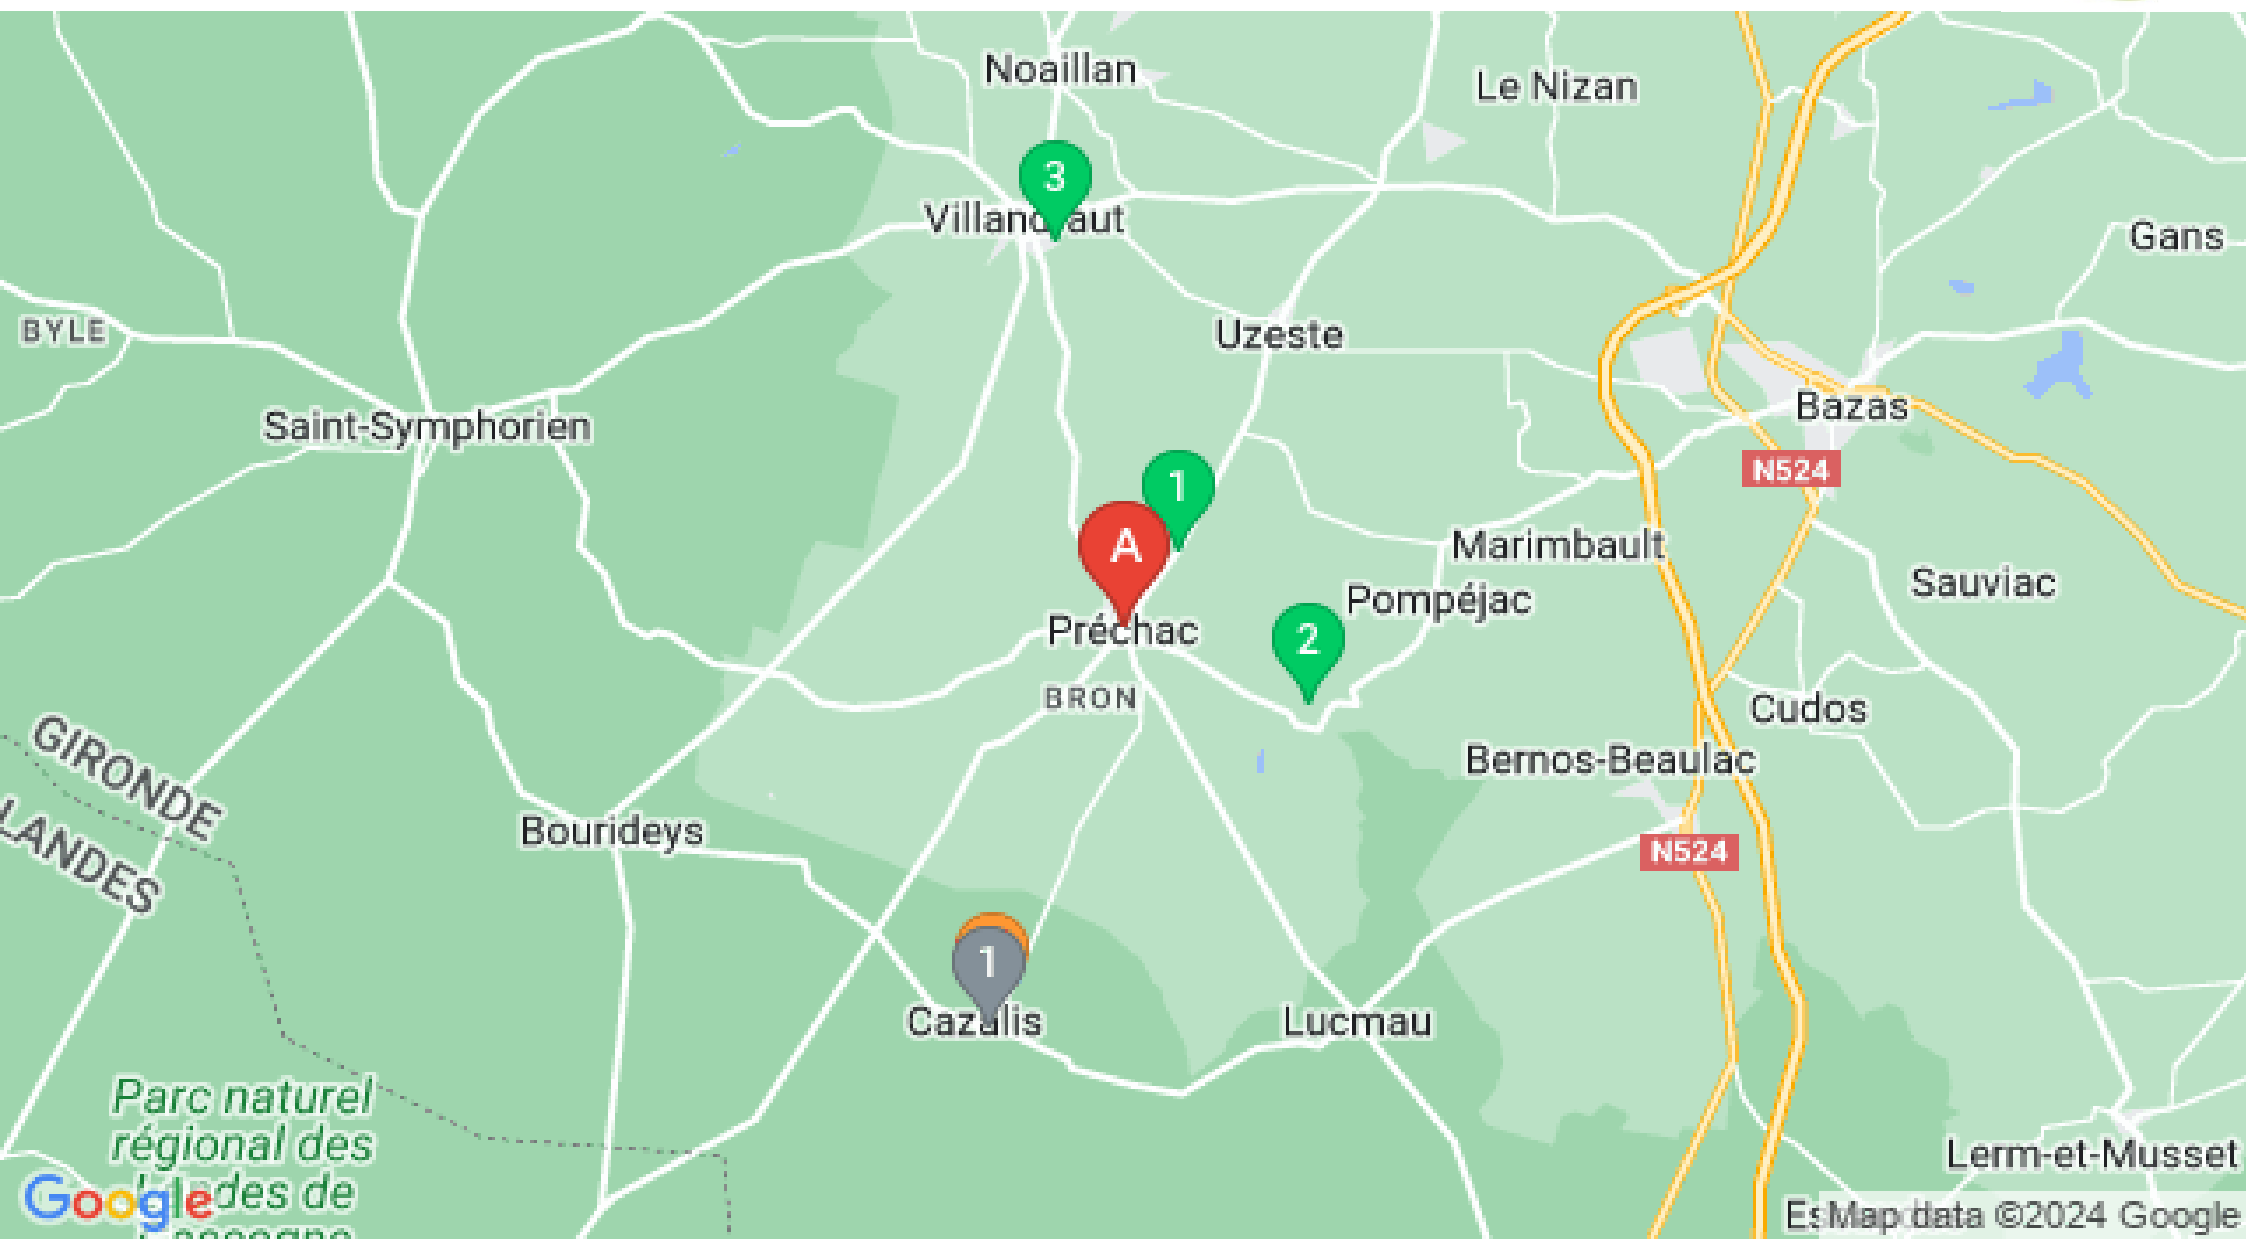 Noaillan
Le Nizan
3
Villandraut
Gans
BYLE
Uzeste
Bazas
Saint-Symphorien
N524
1
A
Marimbault
Sauviac
Pompéjac
Préchac
2
BRON
Cudos
GIRONDE
Bernos-Beaulac
LANDES
Bourideys
N524
1
Cazalis
Lucmau
Parc naturel
régional des
des de
Lerm-et-Musset
Google
Map data ©2024 Google